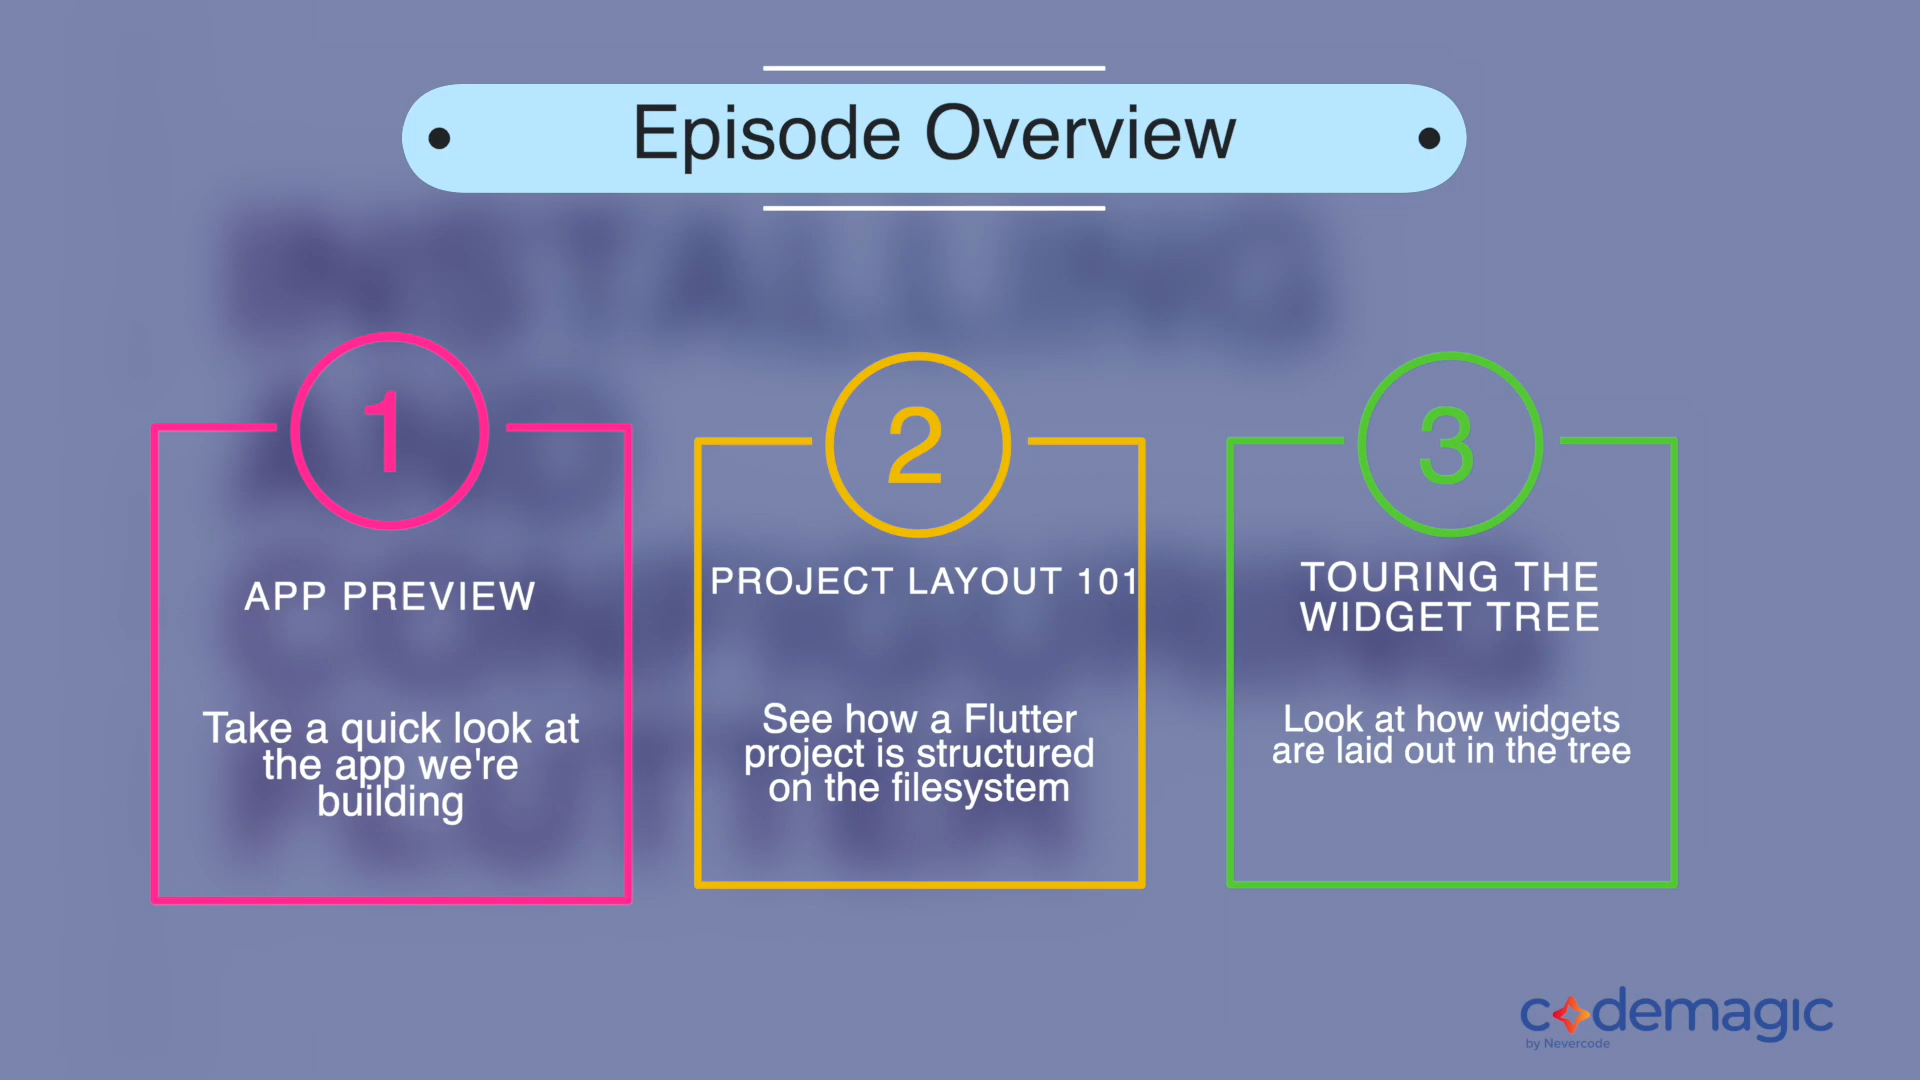 Episode Overview
1
APP PREVIEW
Take a quick look at
the app we're
building
2
PROJECT LAYOUT 101
See how a Flutter
project is structured
on the filesystem
3
TOURING THE
WIDGET TREE
Look at how widgets
are laid out in the tree
codemagic
by Nevercode